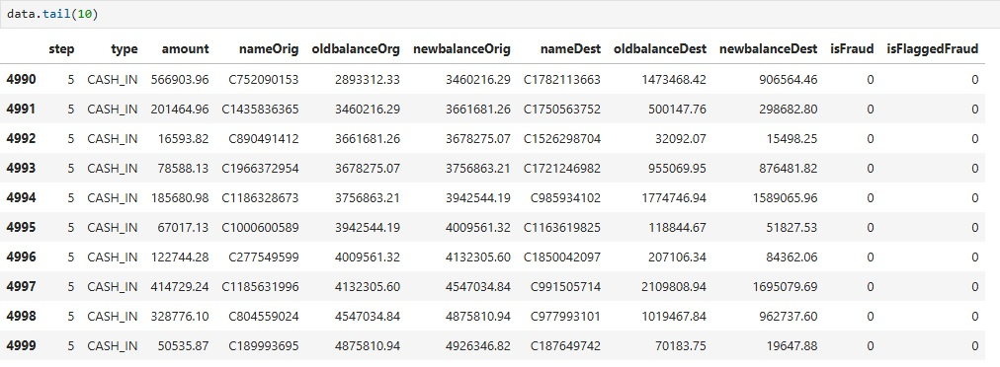 data.tail(10)
step type amount nameOrig oldbalanceOrg newbalanceOrig nameDest oldbalanceDest newbalanceDest isFraud isFlaggedFraud
4990 5 CASH_IN 566903.96 C752090153 2893312.33 3460216.29 C1782113663 1473468.42 906564.46 0 0
4991 5 CASH_IN 201464.96 C1435836365 3460216.29 3661681.26 C1750563752 500147.76 298682.80 0 0
4992 5 CASH_IN 16593.82 C890491412 3661681.26 3678275.07 C1526298704 32092.07 15498.25 0 0
4993 5 CASH_IN 78588.13 C1966372954 3678275.07 3756863.21 C1721246982 955069.95 876481.82 0 0
4994 5 CASH_IN 185680.98 C1186328673 3756863.21 3942544.19 C985934102 1774746.94 1589065.96 0 0
4995 5 CASH_IN 67017.13 C1000600589 3942544.19 4009561.32 C1163619825 118844.67 51827.53 0 0
4996 5 CASH_IN 122744.28 C277549599 4009561.32 4132305.60 C1850042097 207106.34 84362.06 0 0
4997 5 CASH_IN 414729.24 C1185631996 4132305.60 4547034.84 C991505714 2109808.94 1695079.69 0 0
4998 5 CASH_IN 328776.10 C804559024 4547034.84 4875810.94 C977993101 1019467.84 962737.60 0 0
4999 5 CASH_IN 50535.87 C189993695 4875810.94 4926346.82 C187649742 70183.75 19647.88 0 0